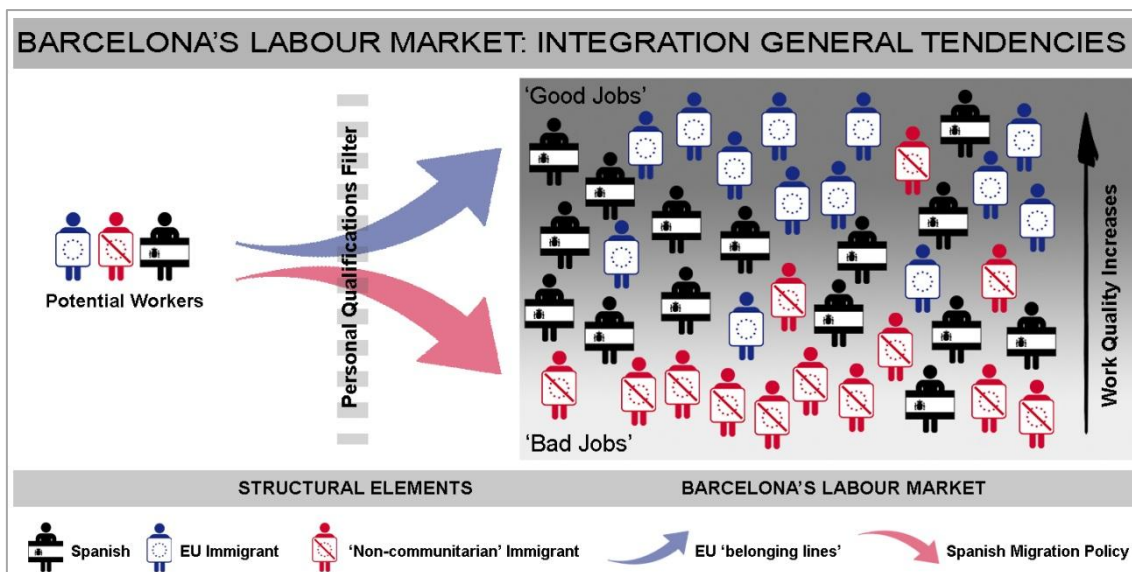 BARCELONA'S LABOUR MARKET: INTEGRATION GENERAL TENDENCIES
'Good Jobs'
Personal Qualifications Filter
Potential Workers
Work Quality Increases
'Bad Jobs'
STRUCTURAL ELEMENTS
BARCELONA'S LABOUR MARKET
Spanish
EU Immigrant
'Non-communitarian' Immigrant
EU 'belonging lines'
Spanish Migration Policy